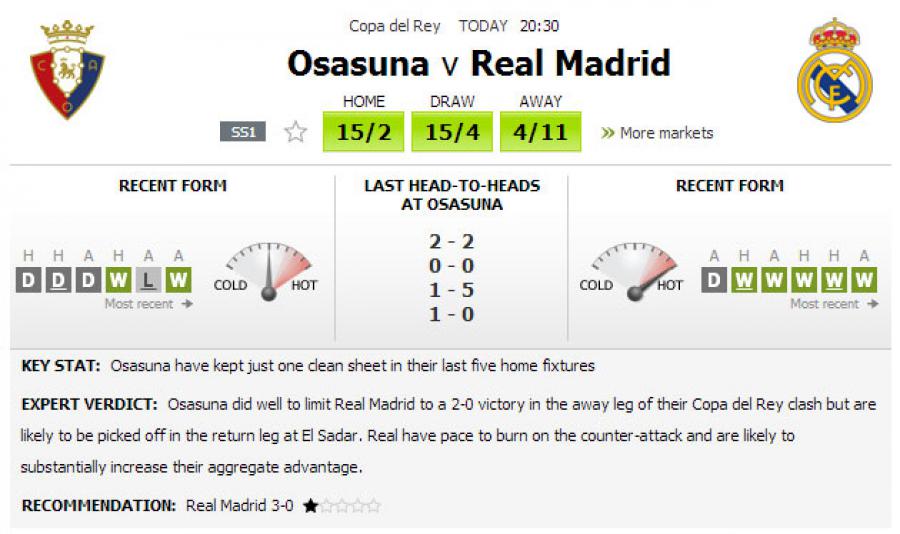 Copa del Rey TODAY 20:30
Osasuna v Real Madrid
HOME DRAW AWAY
SS1 15/2 15/4 4/11 » More markets
RECENT FORM
H H A H A A
D D D W L W
Most recent →
COLD HOT
LAST HEAD-TO-HEADS
AT OSASUNA
2 - 2
0 - 0
1 - 5
1 - 0
RECENT FORM
A H A H H A
D W W W W W
Most recent →
COLD HOT
KEY STAT: Osasuna have kept just one clean sheet in their last five home fixtures
EXPERT VERDICT: Osasuna did well to limit Real Madrid to a 2-0 victory in the away leg of their Copa del Rey clash but are
likely to be picked off in the return leg at El Sadar. Real have pace to burn on the counter-attack and are likely to
substantially increase their aggregate advantage.
RECOMMENDATION: Real Madrid 3-0 ★☆☆☆☆